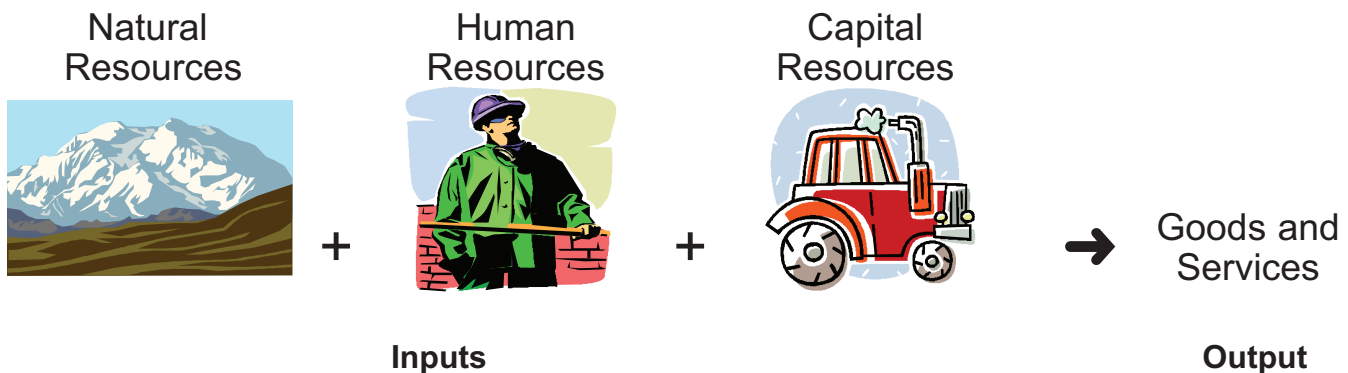 Natural
Resources
Human
Resources
Capital
Resources
+
+
➔
Goods and
Services
Inputs
Output